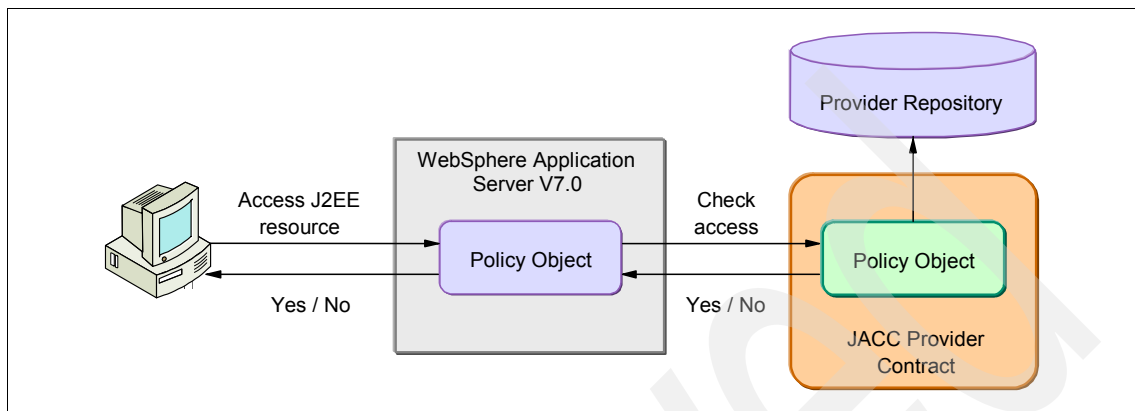 Provider Repository
WebSphere Application
Server V7.0
Access J2EE
resource
Check
access
Policy Object
Policy Object
Yes / No
Yes / No
JACC Provider
Contract